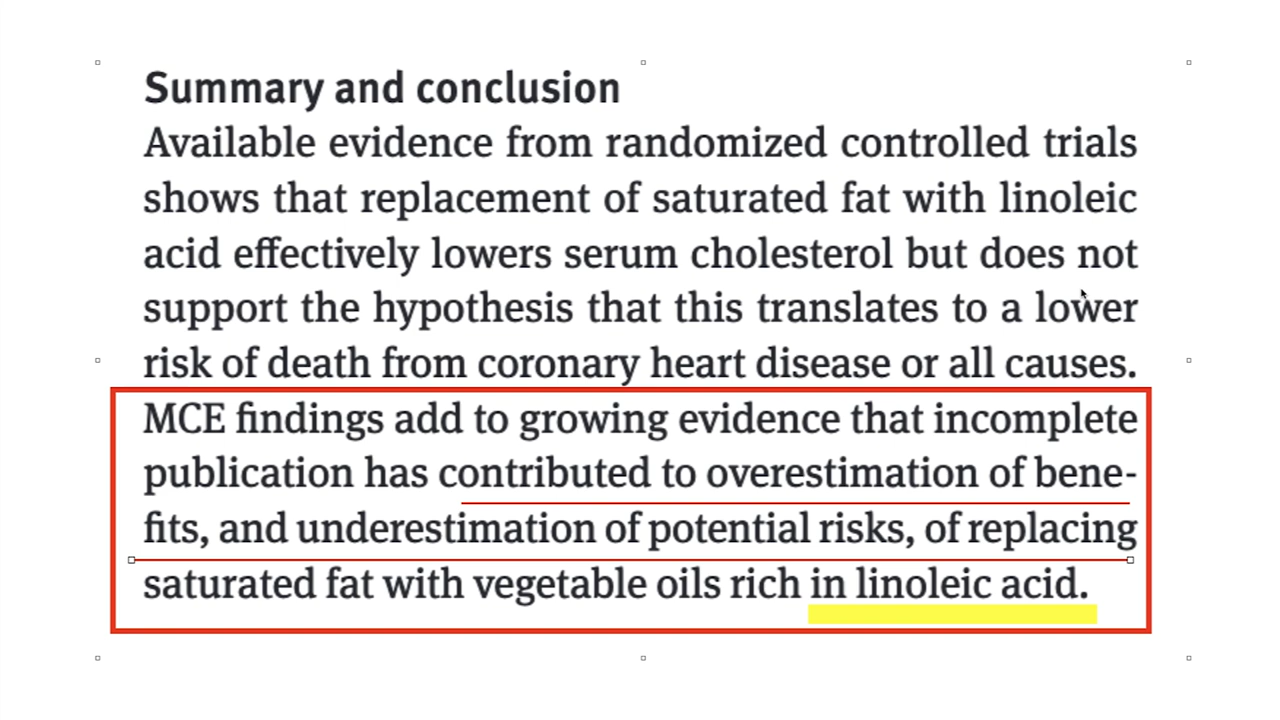 Summary and conclusion
Available evidence from randomized controlled trials
shows that replacement of saturated fat with linoleic
acid effectively lowers serum cholesterol but does not
support the hypothesis that this translates to a lower
risk of death from coronary heart disease or all causes.
MCE findings add to growing evidence that incomplete
publication has contributed to overestimation of bene-
fits, and underestimation of potential risks, of replacing
saturated fat with vegetable oils rich in linoleic acid.